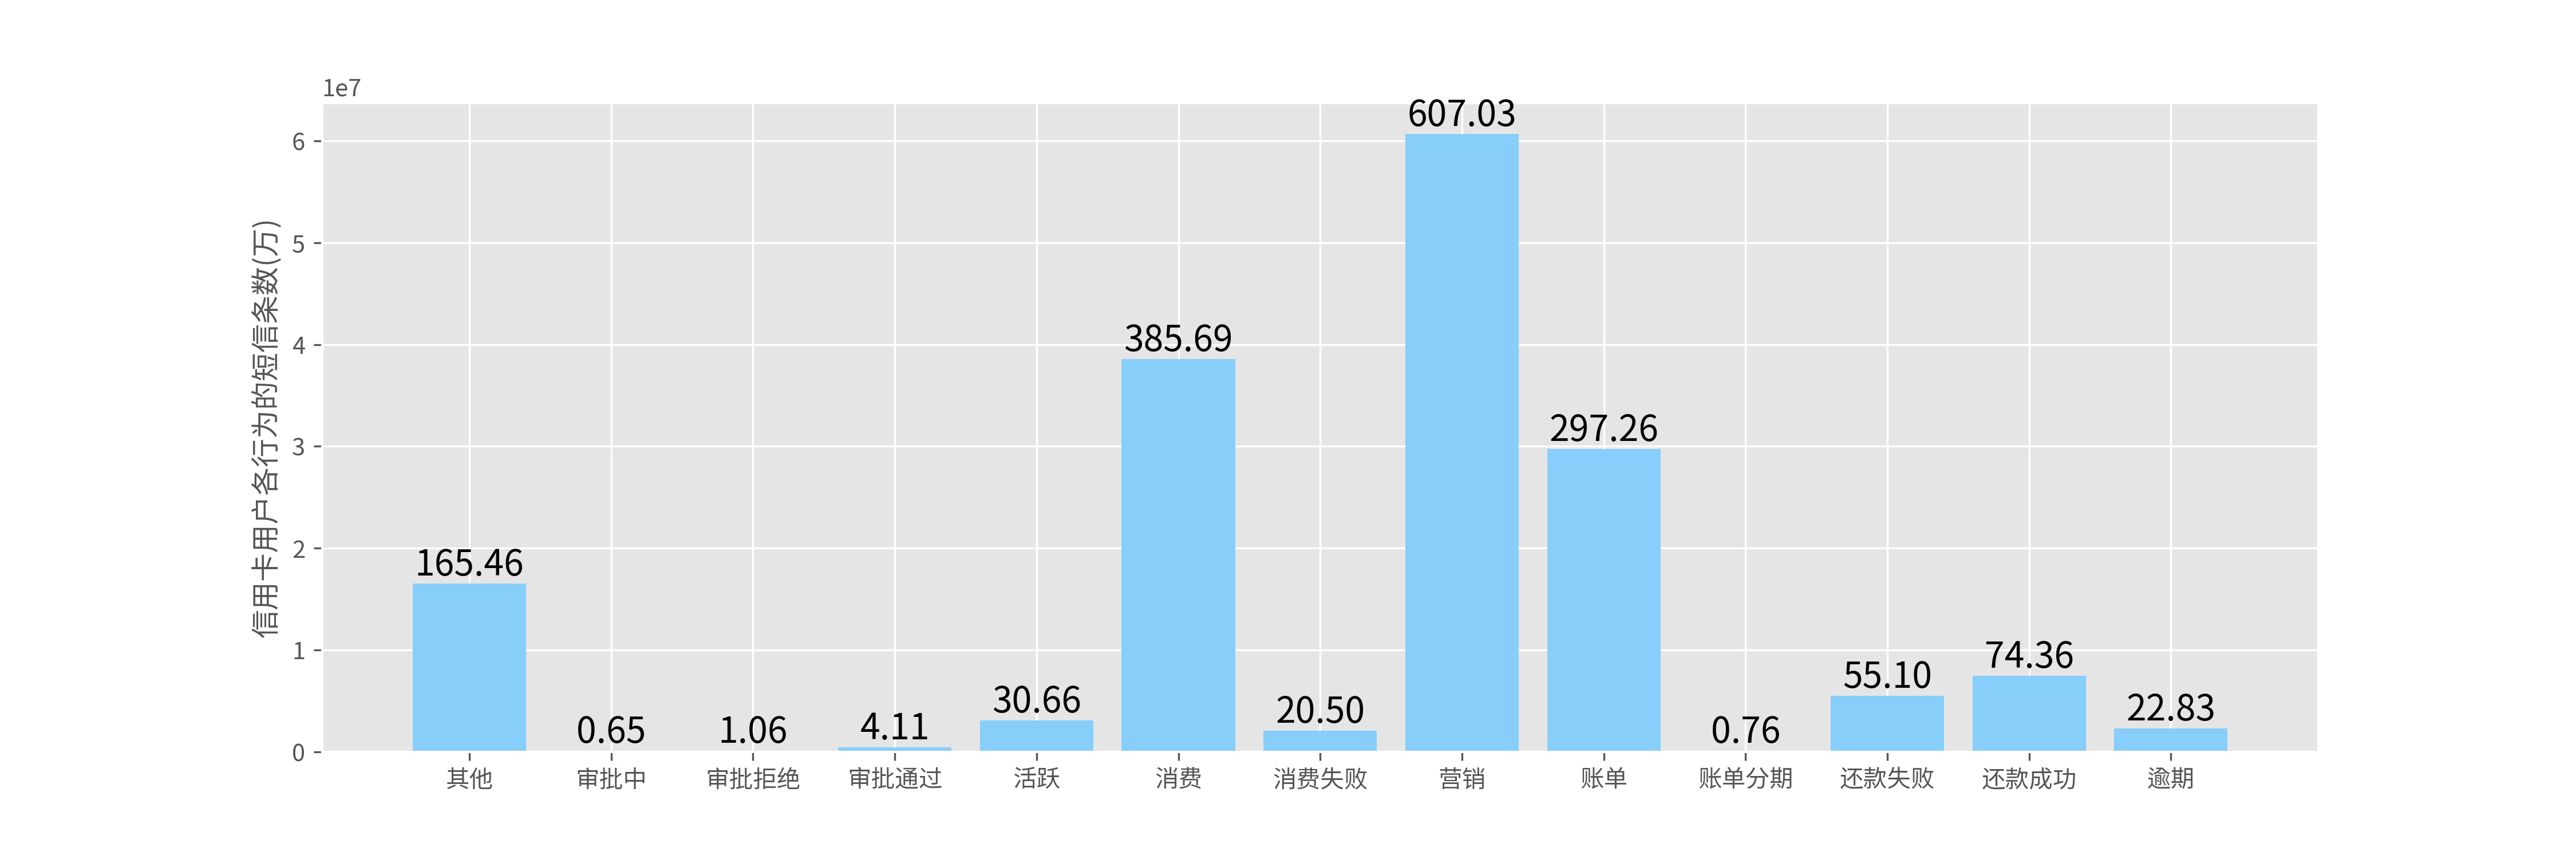 1e7
信用卡用户各行为的短信条数(万)
6
5
4
3
2
1
0
165.46
0.65
1.06
4.11
30.66
385.69
20.50
607.03
297.26
0.76
55.10
74.36
22.83
其他
审批中
审批拒绝
审批通过
活跃
消费
消费失败
营销
账单
账单分期
还款失败
还款成功
逾期